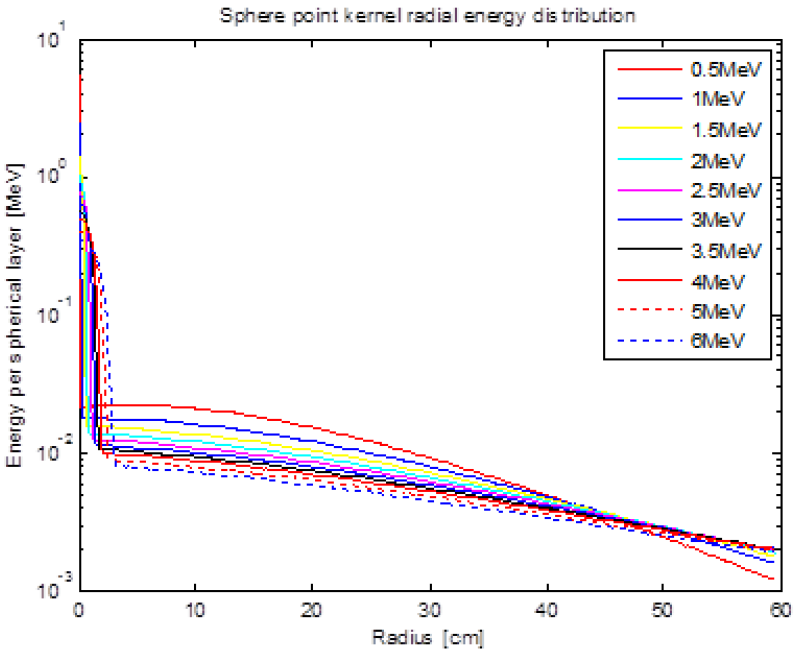 Sphere point kernel radial energy distribution
Energy per spherical layer [MeV]
10^1
10^0
10^-1
10^-2
10^-3
0.5MeV
1MeV
1.5MeV
2MeV
2.5MeV
3MeV
3.5MeV
4MeV
5MeV
6MeV
0 10 20 30 40 50 60
Radius [cm]